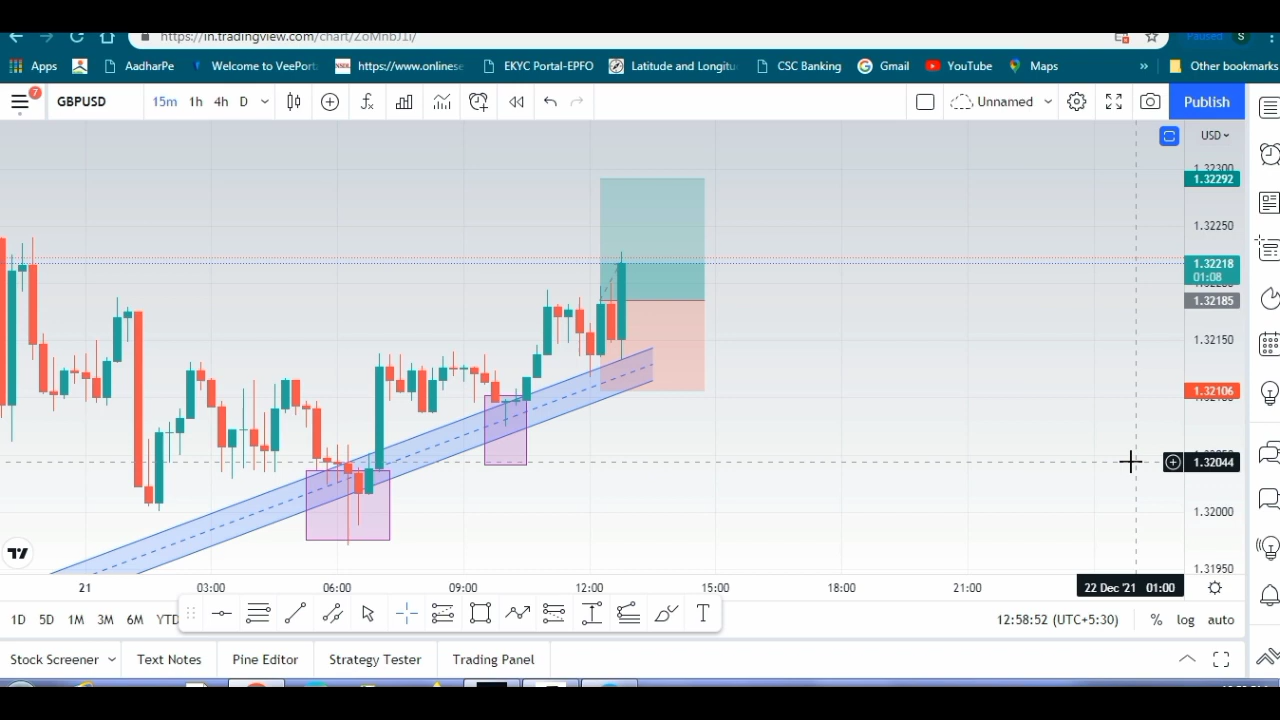 https://in.tradingview.com/chart/ZoMnbJ1i/
Paused S
Apps AadharPe Welcome to VeePort NSDL https://www.onlinese EKYC Portal-EPFO Latitude and Longitu CSC Banking Gmail YouTube Maps » Other bookmarks
7 GBPUSD 15m 1h 4h D Unnamed Publish
USD
1.32300
1.32292
1.32250
1.32218
01:08
1.32185
1.32150
1.32106
1.32044
1.32000
1.31950
21 03:00 06:00 09:00 12:00 15:00 18:00 21:00 22 Dec '21 01:00
1D 5D 1M 3M 6M YTD T 12:58:52 (UTC+5:30) % log auto
Stock Screener Text Notes Pine Editor Strategy Tester Trading Panel